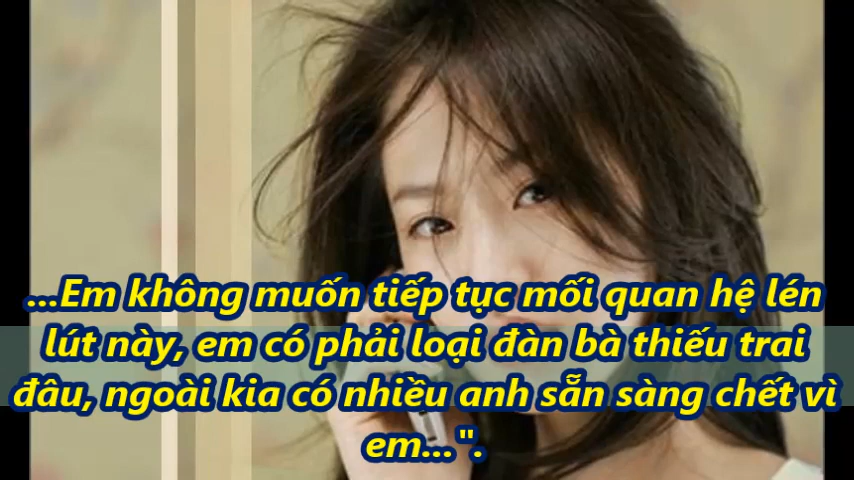 ...Em không muốn tiếp tục mối quan hệ lén
lút này, em có phải loại đàn bà thiếu trai
đâu, ngoài kia có nhiều anh sẵn sàng chết vì
em...".